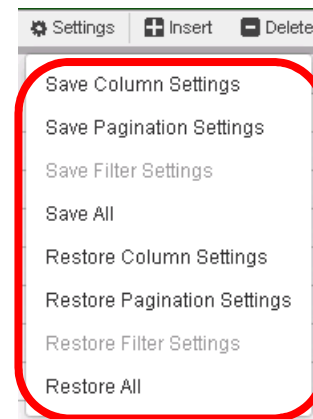 Settings Insert Delete
Save Column Settings
Save Pagination Settings
Save Filter Settings
Save All
Restore Column Settings
Restore Pagination Settings
Restore Filter Settings
Restore All